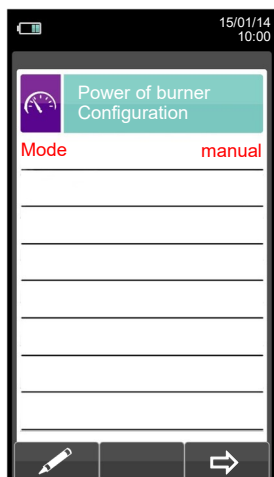 15/01/14
10:00
Power of burner
Configuration
Mode manual